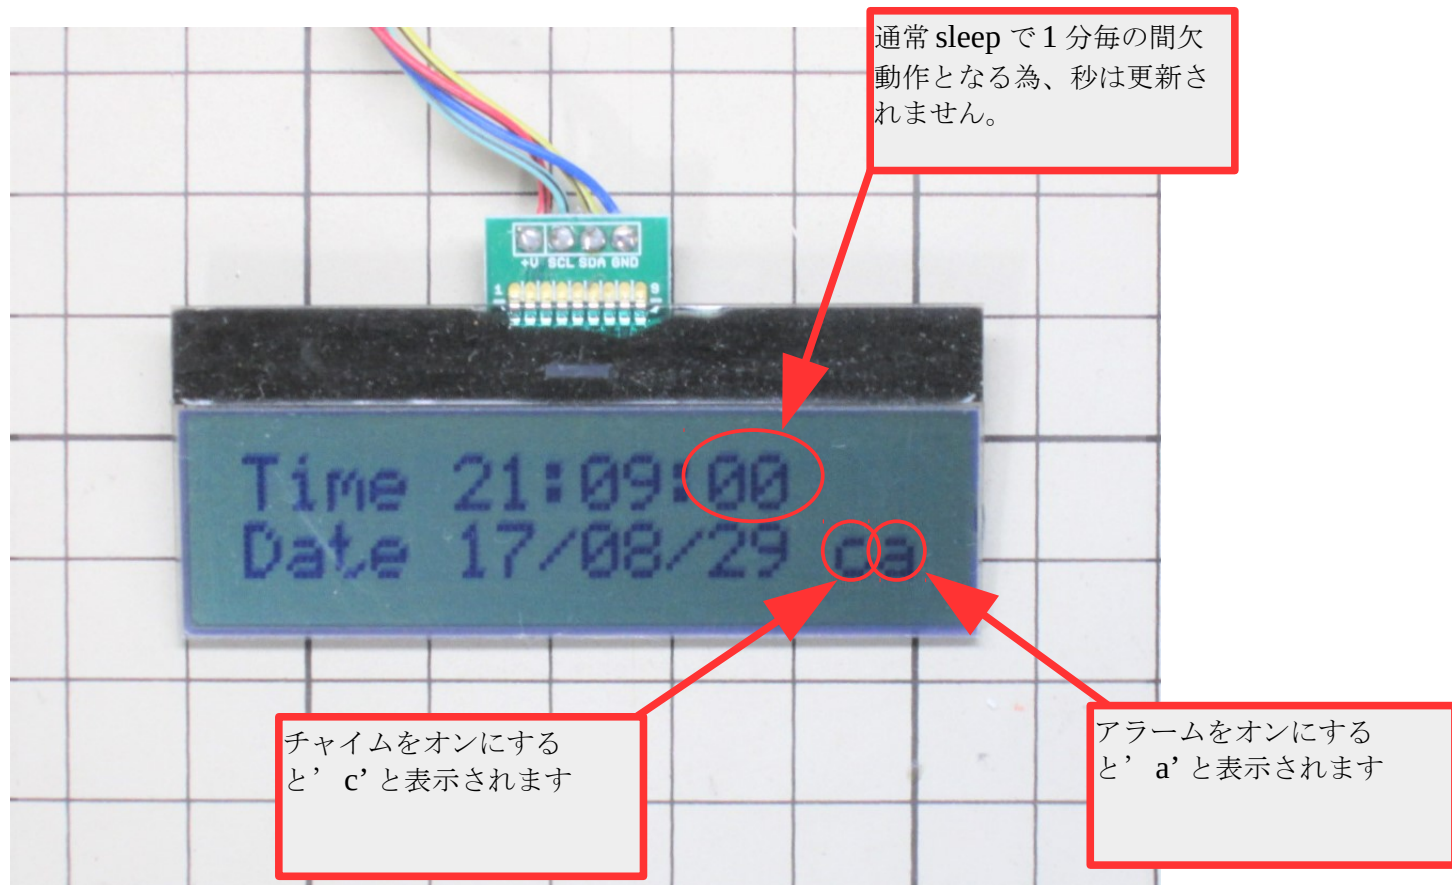 通常 sleep で 1 分毎の間欠
動作となる為、秒は更新さ
れません。
+V SCL SDA GND
1 9
Time 21:09:00
Date 17/08/29 ca
チャイムをオンにする
と’ c’ と表示されます
アラームをオンにする
と’ a’ と表示されます